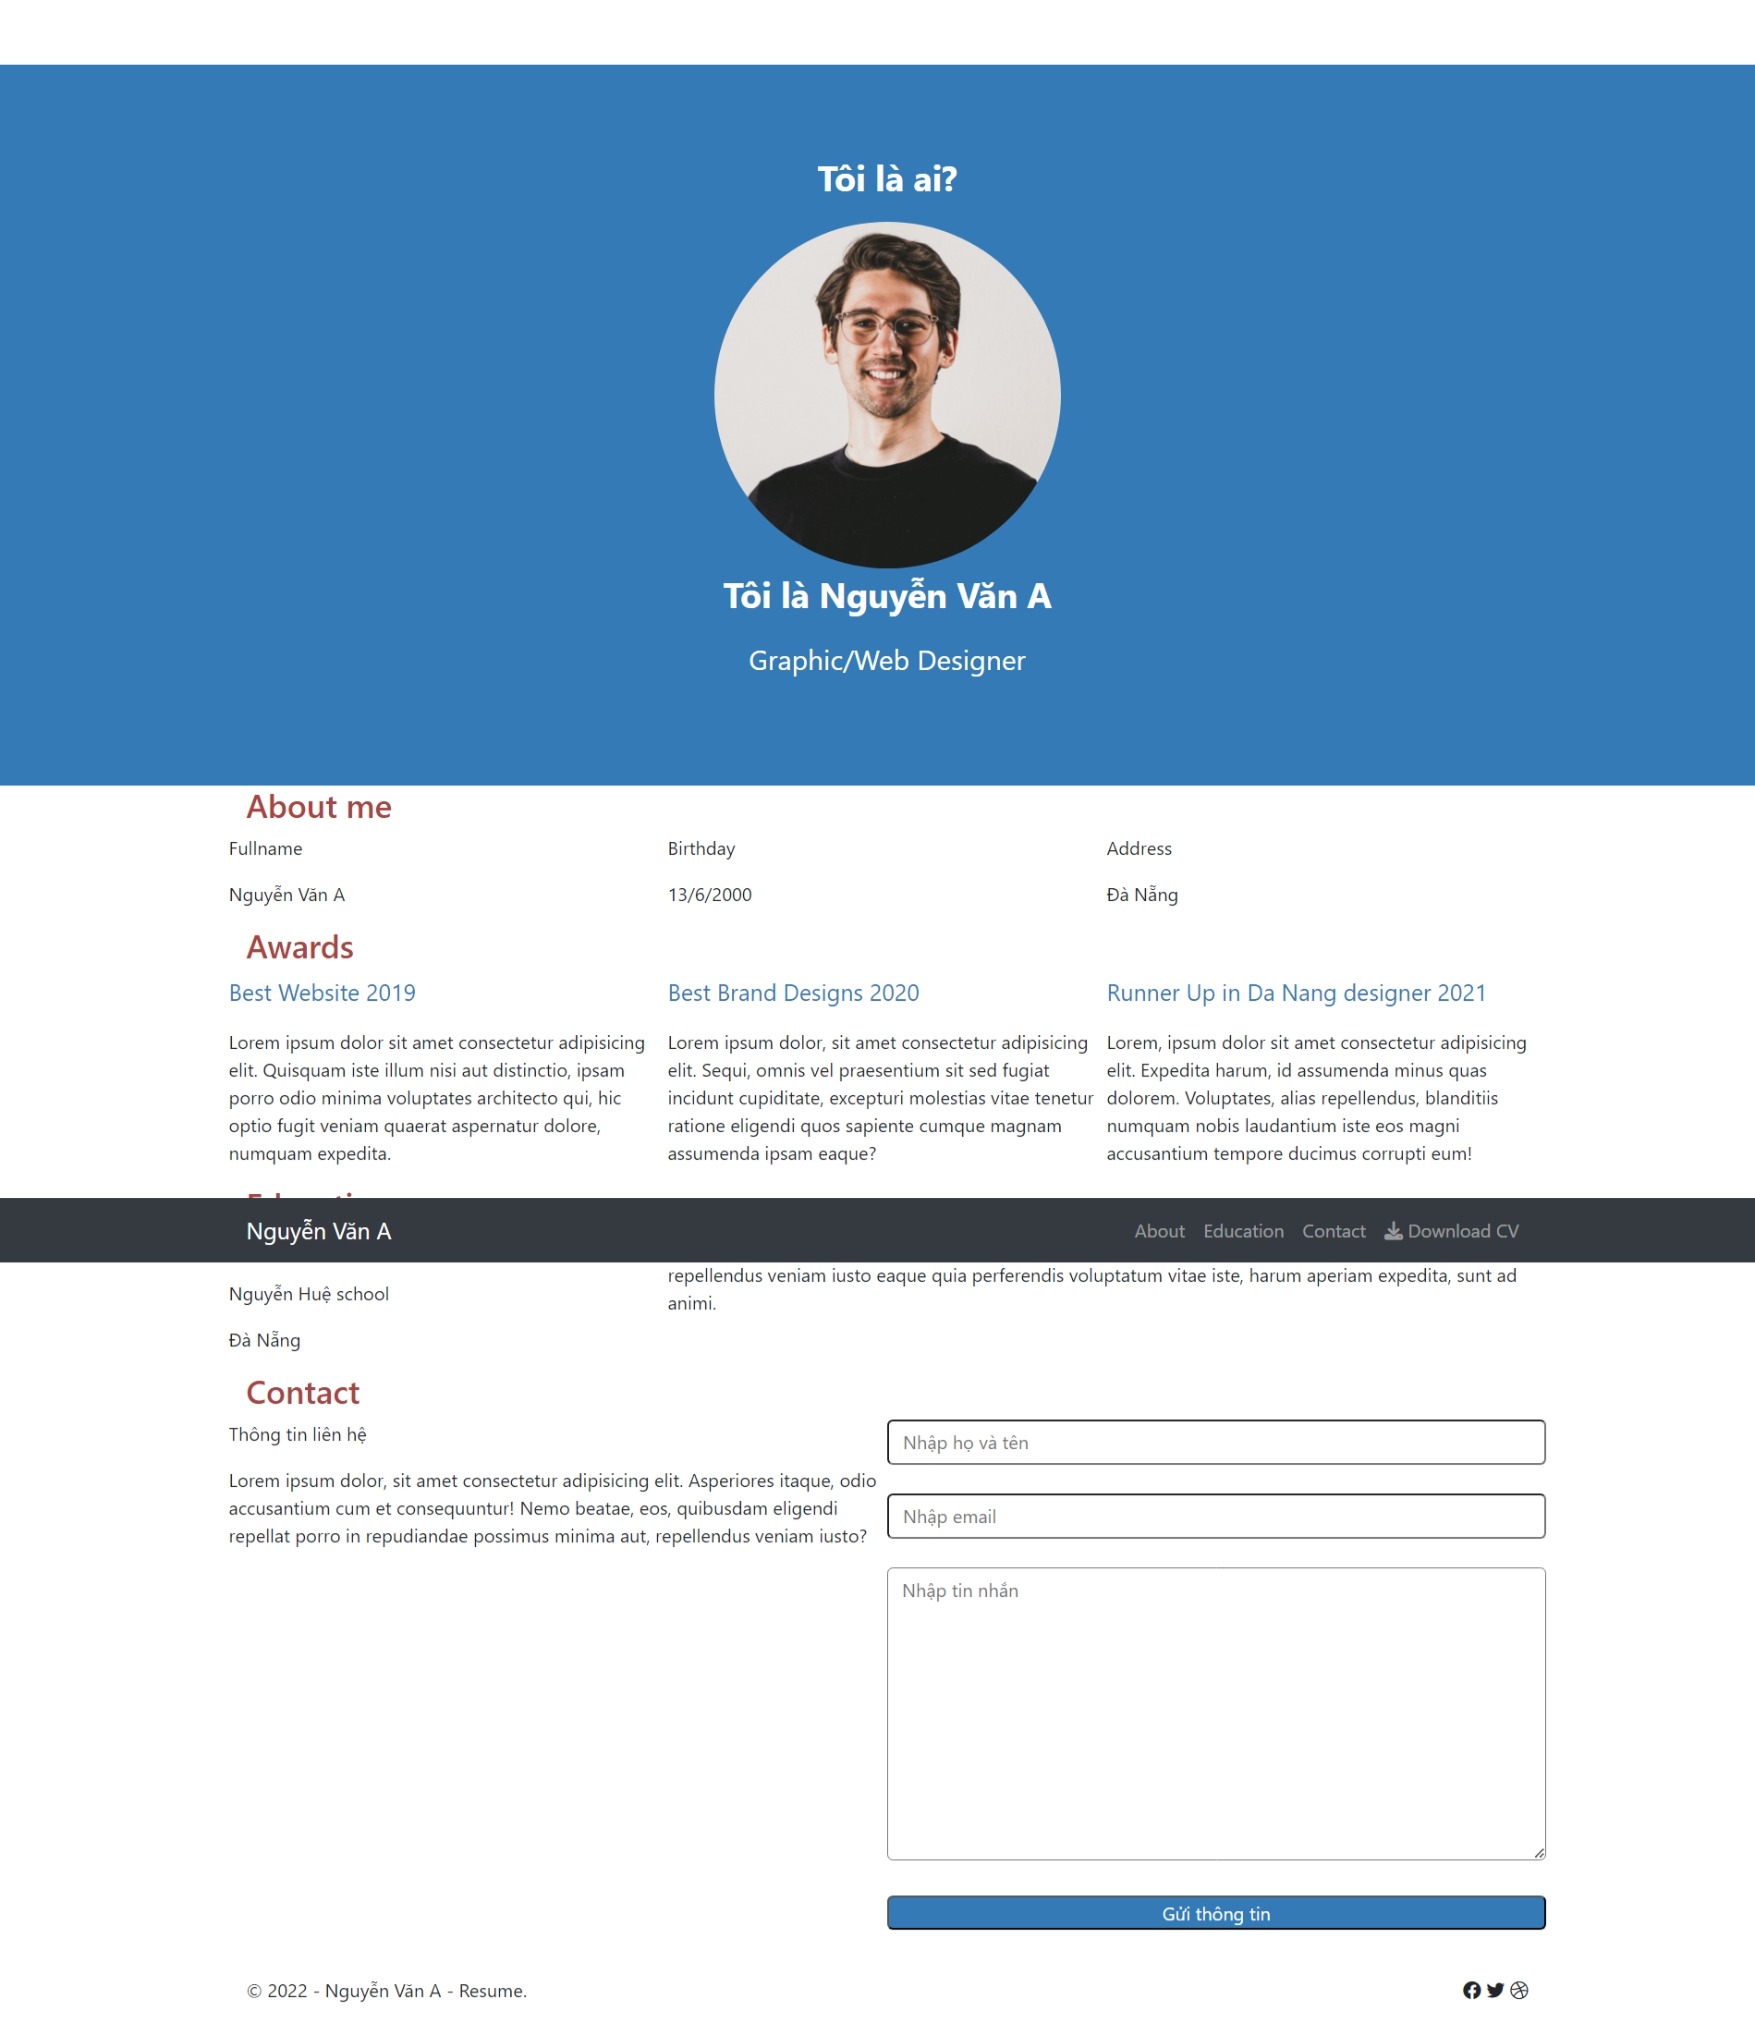 Tôi là ai?
Tôi là Nguyễn Văn A
Graphic/Web Designer
About me
Fullname
Birthday
Address
Nguyễn Văn A
13/6/2000
Đà Nẵng
Awards
Best Website 2019
Lorem ipsum dolor sit amet consectetur adipisicing
elit. Quisquam iste illum nisi aut distinctio, ipsam
porro odio minima voluptates architecto qui, hic
optio fugit veniam quaerat aspernatur dolore,
numquam expedita.
Best Brand Designs 2020
Lorem ipsum dolor, sit amet consectetur adipisicing
elit. Sequi, omnis vel praesentium sit sed fugiat
incidunt cupiditate, excepturi molestias vitae tenetur
ratione eligendi quos sapiente cumque magnam
assumenda ipsam eaque?
Runner Up in Da Nang designer 2021
Lorem, ipsum dolor sit amet consectetur adipisicing
elit. Expedita harum, id assumenda minus quas
dolorem. Voluptates, alias repellendus, blanditiis
numquam nobis laudantium iste eos magni
accusantium tempore ducimus corrupti eum!
Nguyễn Văn A
About Education Contact Download CV
Nguyễn Huệ school
Đà Nẵng
repellendus veniam iusto eaque quia perferendis voluptatum vitae iste, harum aperiam expedita, sunt ad
animi.
Contact
Thông tin liên hệ
Lorem ipsum dolor, sit amet consectetur adipisicing elit. Asperiores itaque, odio
accusantium cum et consequuntur! Nemo beatae, eos, quibusdam eligendi
repellat porro in repudiandae possimus minima aut, repellendus veniam iusto?
Nhập họ và tên
Nhập email
Nhập tin nhắn
Gửi thông tin
© 2022 - Nguyễn Văn A - Resume.